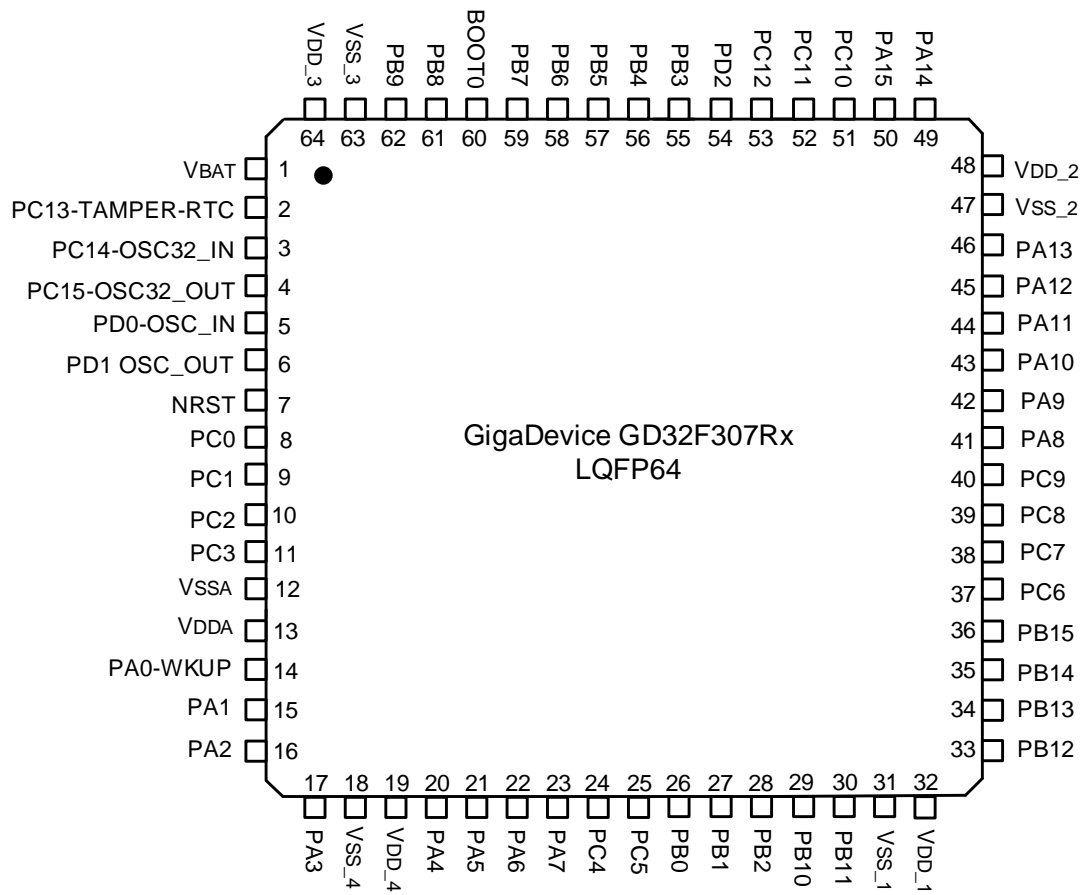 VDD_3
VSS_3
PB9
PB8
BOOT0
PB7
PB6
PB5
PB4
PB3
PD2
PC12
PC11
PC10
PA15
PA14
64
63
62
61
60
59
58
57
56
55
54
53
52
51
50
49
VBAT 1
PC13-TAMPER-RTC 2
PC14-OSC32_IN 3
PC15-OSC32_OUT 4
PD0-OSC_IN 5
PD1 OSC_OUT 6
NRST 7
PC0 8
PC1 9
PC2 10
PC3 11
VSSA 12
VDDA 13
PA0-WKUP 14
PA1 15
PA2 16
GigaDevice GD32F307Rx
LQFP64
48 VDD_2
47 VSS_2
46 PA13
45 PA12
44 PA11
43 PA10
42 PA9
41 PA8
40 PC9
39 PC8
38 PC7
37 PC6
36 PB15
35 PB14
34 PB13
33 PB12
17
18
19
20
21
22
23
24
25
26
27
28
29
30
31
32
PA3
VSS_4
VDD_4
PA4
PA5
PA6
PA7
PC4
PC5
PB0
PB1
PB2
PB10
PB11
VSS_1
VDD_1